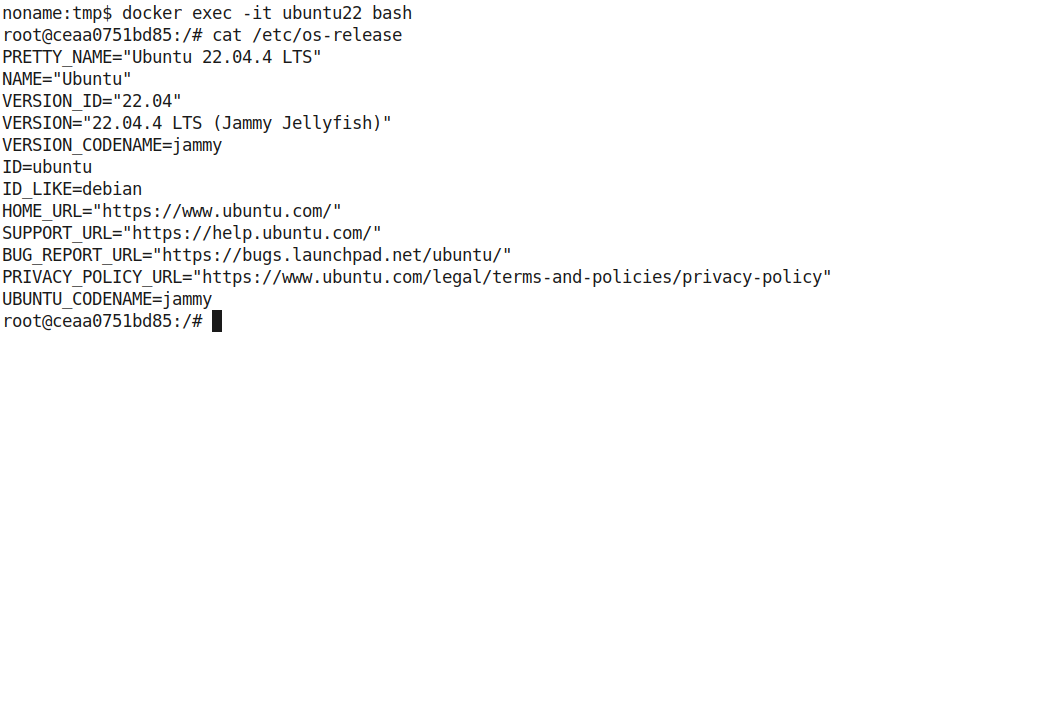 noname:tmp$ docker exec -it ubuntu22 bash
root@ceaa0751bd85:/# cat /etc/os-release
PRETTY_NAME="Ubuntu 22.04.4 LTS"
NAME="Ubuntu"
VERSION_ID="22.04"
VERSION="22.04.4 LTS (Jammy Jellyfish)"
VERSION_CODENAME=jammy
ID=ubuntu
ID_LIKE=debian
HOME_URL="https://www.ubuntu.com/"
SUPPORT_URL="https://help.ubuntu.com/"
BUG_REPORT_URL="https://bugs.launchpad.net/ubuntu/"
PRIVACY_POLICY_URL="https://www.ubuntu.com/legal/terms-and-policies/privacy-policy"
UBUNTU_CODENAME=jammy
root@ceaa0751bd85:/#